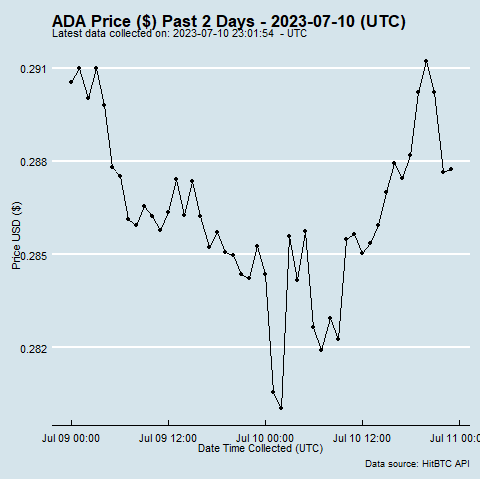 ADA Price ($) Past 2 Days - 2023-07-10 (UTC)
Latest data collected on: 2023-07-10 23:01:54 - UTC
0.291
0.288
0.285
0.282
Price USD ($)
Jul 09 00:00 Jul 09 12:00 Jul 10 00:00 Jul 10 12:00 Jul 11 00:00
Date Time Collected (UTC)
Data source: HitBTC API